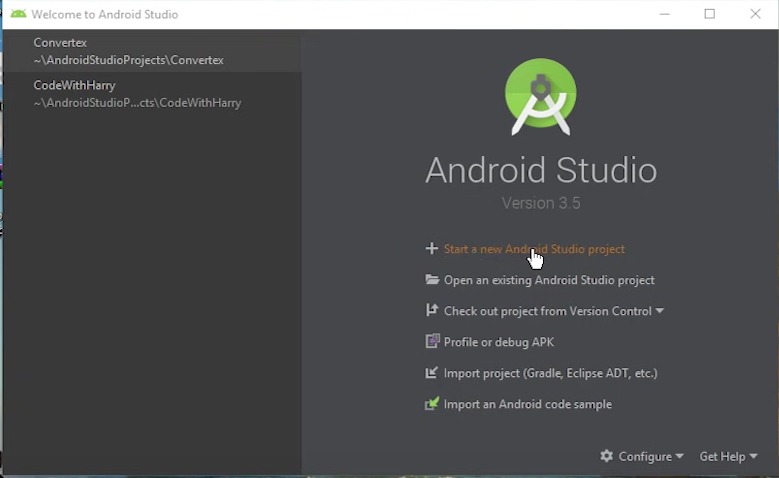 Welcome to Android Studio
Convertex
~\AndroidStudioProjects\Convertex
CodeWithHarry
~\AndroidStudioP...cts\CodeWithHarry
Android Studio
Version 3.5
Start a new Android Studio project
Open an existing Android Studio project
Check out project from Version Control
Profile or debug APK
Import project (Gradle, Eclipse ADT, etc.)
Import an Android code sample
Configure Get Help